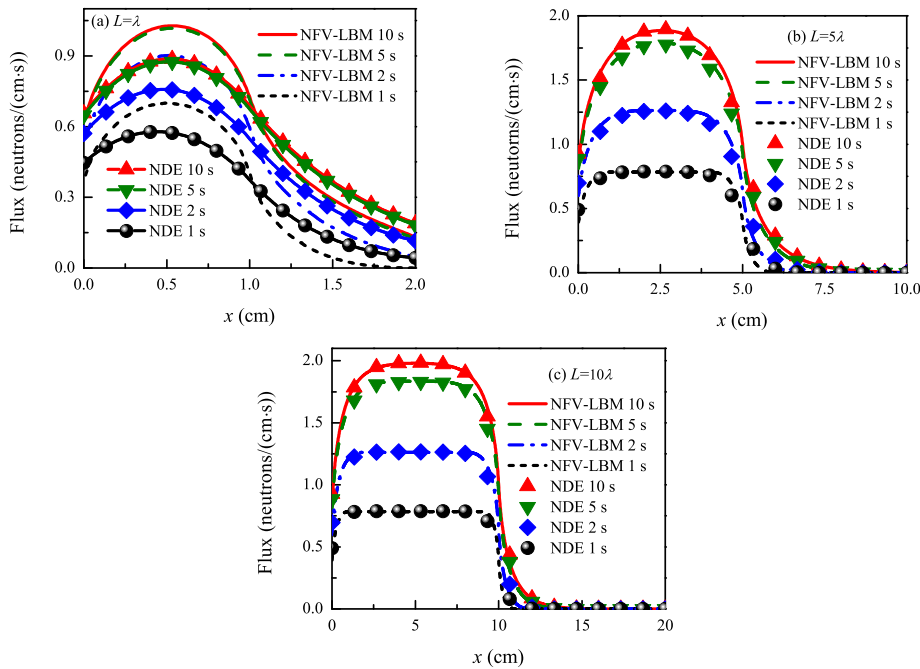 (a) L=λ
NFV-LBM 10 s
NFV-LBM 5 s
NFV-LBM 2 s
NFV-LBM 1 s
NDE 10 s
NDE 5 s
NDE 2 s
NDE 1 s
Flux (neutrons/(cm·s))
0.9
0.6
0.3
0.0
0.0 0.5 1.0 1.5 2.0
x (cm)
(b) L=5λ
NFV-LBM 10 s
NFV-LBM 5 s
NFV-LBM 2 s
NFV-LBM 1 s
NDE 10 s
NDE 5 s
NDE 2 s
NDE 1 s
Flux (neutoms/(cm·s))
2.0
1.5
1.0
0.5
0.0
0.0 2.5 5.0 7.5 10.0
x (cm)
(c) L=10λ
NFV-LBM 10 s
NFV-LBM 5 s
NFV-LBM 2 s
NFV-LBM 1 s
NDE 10 s
NDE 5 s
NDE 2 s
NDE 1 s
Flux (neutrons/(cm·s))
2.0
1.5
1.0
0.5
0.0
0 5 10 15 20
x (cm)